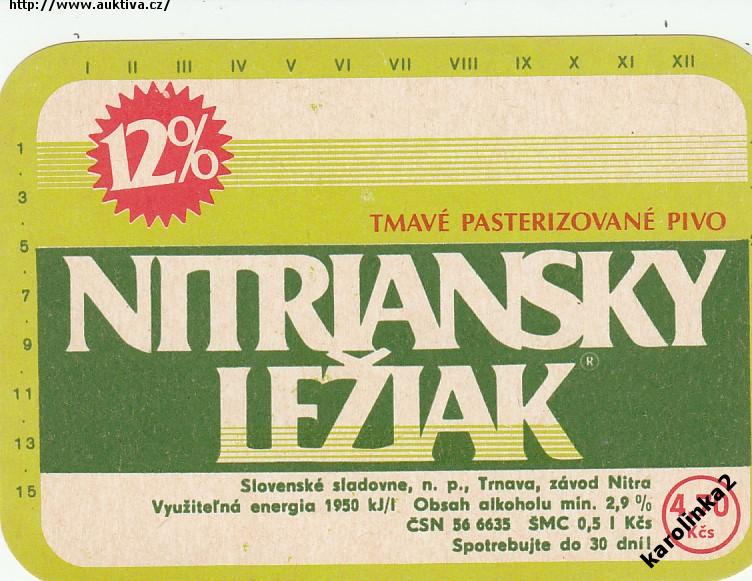 http://www.auktiva.cz/
I II III IV V VI VII VIII IX X XI XII
12%
1
3
5
7
9
11
13
15
TMAVÉ PASTERIZOVANÉ PIVO
NITRIANSKY
LEŽIAK ®
Slovenské sladovne, n. p., Trnava, závod Nitra
Využiteľná energia 1950 kJ/l Obsah alkoholu min. 2,9 %
ČSN 56 6635 ŠMC 0,5 l Kčs
Spotrebujte do 30 dní!
Kčs
karolinka2